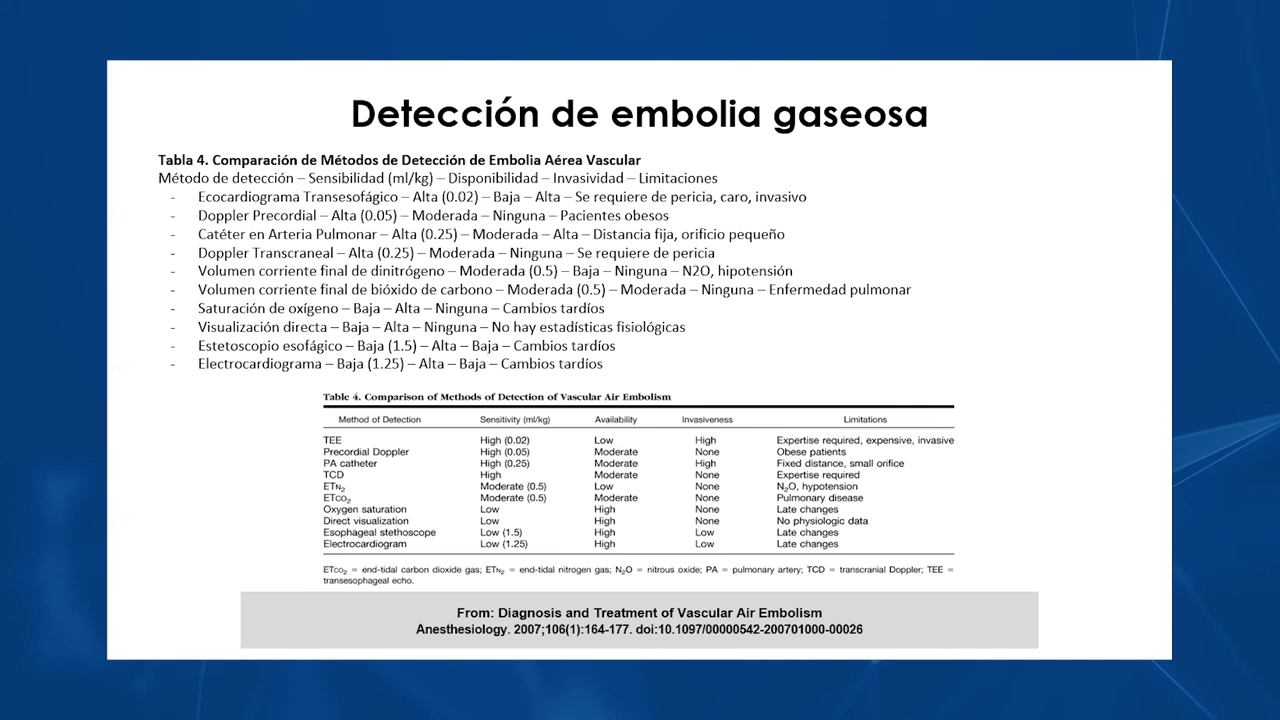 Detección de embolia gaseosa
Tabla 4. Comparación de Métodos de Detección de Embolia Aérea Vascular
Método de detección – Sensibilidad (ml/kg) – Disponibilidad – Invasividad – Limitaciones
- Ecocardiograma Transesofágico – Alta (0.02) – Baja – Alta – Se requiere de pericia, caro, invasivo
- Doppler Precordial – Alta (0.05) – Moderada – Ninguna – Pacientes obesos
- Catéter en Arteria Pulmonar – Alta (0.25) – Moderada – Alta – Distancia fija, orificio pequeño
- Doppler Transcraneal – Alta (0.25) – Moderada – Ninguna – Se requiere de pericia
- Volumen corriente final de dinitrógeno – Moderada (0.5) – Baja – Ninguna – N2O, hipotensión
- Volumen corriente final de bióxido de carbono – Moderada (0.5) – Moderada – Ninguna – Enfermedad pulmonar
- Saturación de oxígeno – Baja – Alta – Ninguna – Cambios tardíos
- Visualización directa – Baja – Alta – Ninguna – No hay estadísticas fisiológicas
- Estetoscopio esofágico – Baja (1.5) – Alta – Baja – Cambios tardíos
- Electrocardiograma – Baja (1.25) – Alta – Baja – Cambios tardíos
Table 4. Comparison of Methods of Detection of Vascular Air Embolism
Method of Detection Sensitivity (ml/kg) Availability Invasiveness Limitations
TEE High (0.02) Low High Expertise required, expensive, invasive
Precordial Doppler High (0.05) Moderate None Obese patients
PA catheter High (0.25) Moderate High Fixed distance, small orifice
TCD High Moderate None Expertise required
ETN₂ Moderate (0.5) Low None N₂O, hypotension
ETCO₂ Moderate (0.5) Moderate None Pulmonary disease
Oxygen saturation Low High None Late changes
Direct visualization Low High None No physiologic data
Esophageal stethoscope Low (1.5) High Low Late changes
Electrocardiogram Low (1.25) High Low Late changes
ETCO₂ = end-tidal carbon dioxide gas; ETN₂ = end-tidal nitrogen gas; N₂O = nitrous oxide; PA = pulmonary artery; TCD = transcranial Doppler; TEE =
transesophageal echo.
From: Diagnosis and Treatment of Vascular Air Embolism
Anesthesiology. 2007;106(1):164-177. doi:10.1097/00000542-200701000-00026